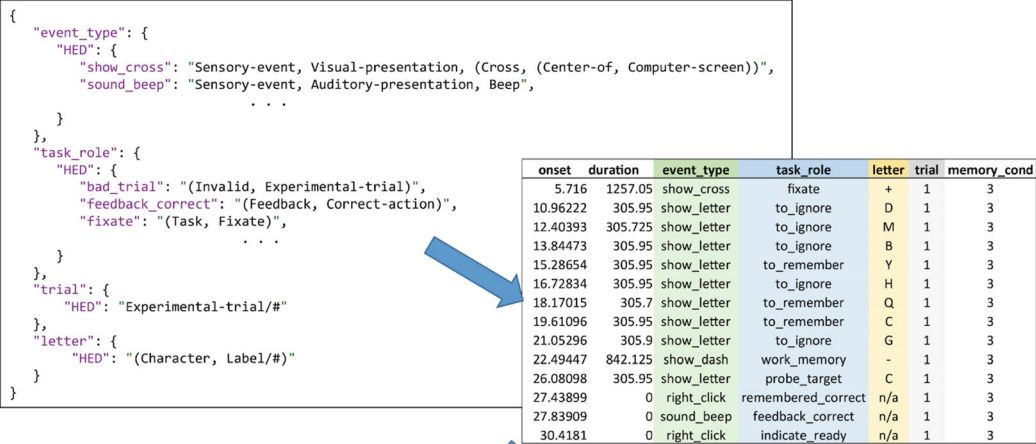 {
"event_type": {
"HED": {
"show_cross": "Sensory-event, Visual-presentation, (Cross, (Center-of, Computer-screen))",
"sound_beep": "Sensory-event, Auditory-presentation, Beep",
. . .
}
},
"task_role": {
"HED": {
"bad_trial": "(Invalid, Experimental-trial)",
"feedback_correct": "(Feedback, Correct-action)",
"fixate": "(Task, Fixate)",
. . .
}
},
"trial": {
"HED": "Experimental-trial/#"
},
"letter": {
"HED": "(Character, Label/#)"
}
}
onset duration event_type task_role letter trial memory_cond
5.716 1257.05 show_cross fixate + 1 3
10.96222 305.95 show_letter to_ignore D 1 3
12.40393 305.725 show_letter to_ignore M 1 3
13.84473 305.95 show_letter to_ignore B 1 3
15.28654 305.95 show_letter to_remember Y 1 3
16.72834 305.95 show_letter to_ignore H 1 3
18.17015 305.7 show_letter to_remember Q 1 3
19.61096 305.95 show_letter to_remember C 1 3
21.05296 305.9 show_letter to_ignore G 1 3
22.49447 842.125 show_dash work_memory - 1 3
26.08098 305.95 show_letter probe_target C 1 3
27.43899 0 right_click remembered_correct n/a 1 3
27.83909 0 sound_beep feedback_correct n/a 1 3
30.4181 0 right_click indicate_ready n/a 1 3